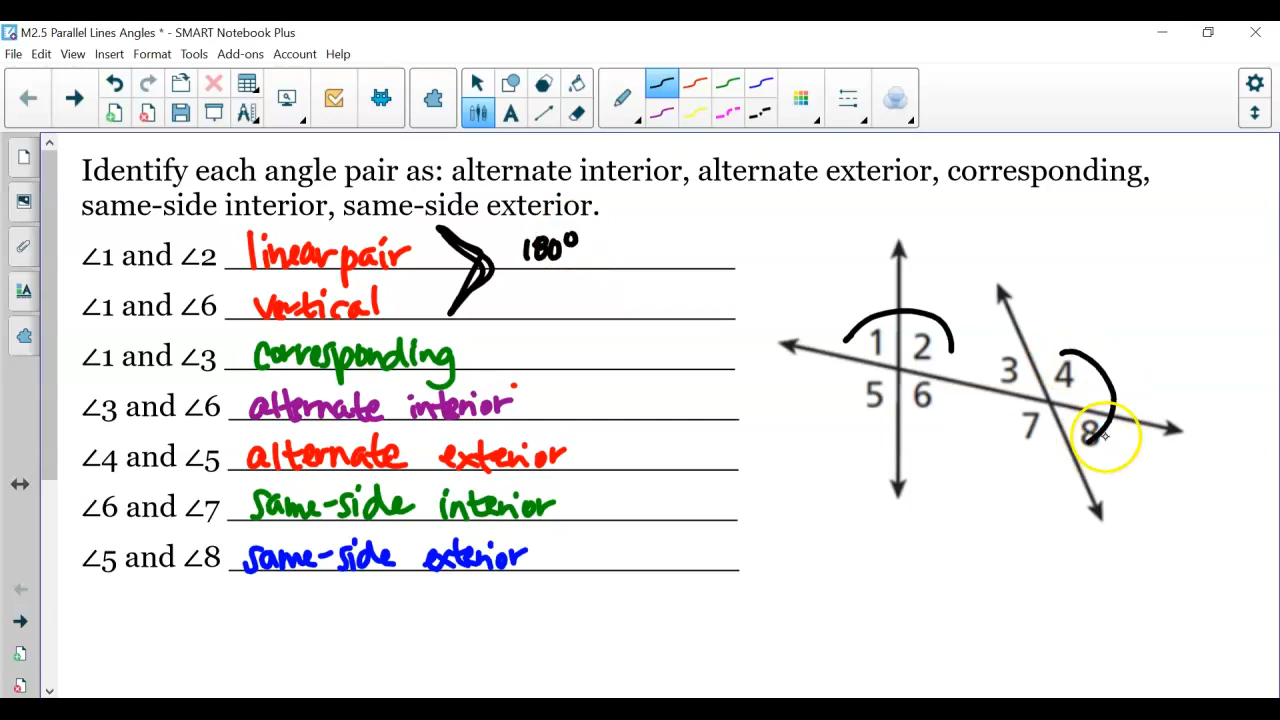 M2.5 Parallel Lines Angles * - SMART Notebook Plus
File Edit View Insert Format Tools Add-ons Account Help
Identify each angle pair as: alternate interior, alternate exterior, corresponding,
same-side interior, same-side exterior.
∠1 and ∠2 linear pair 180°
∠1 and ∠6 vertical
∠1 and ∠3 corresponding
∠3 and ∠6 alternate interior
∠4 and ∠5 alternate exterior
∠6 and ∠7 same-side interior
∠5 and ∠8 same-side exterior
1 2
3 4
5 6
7 8